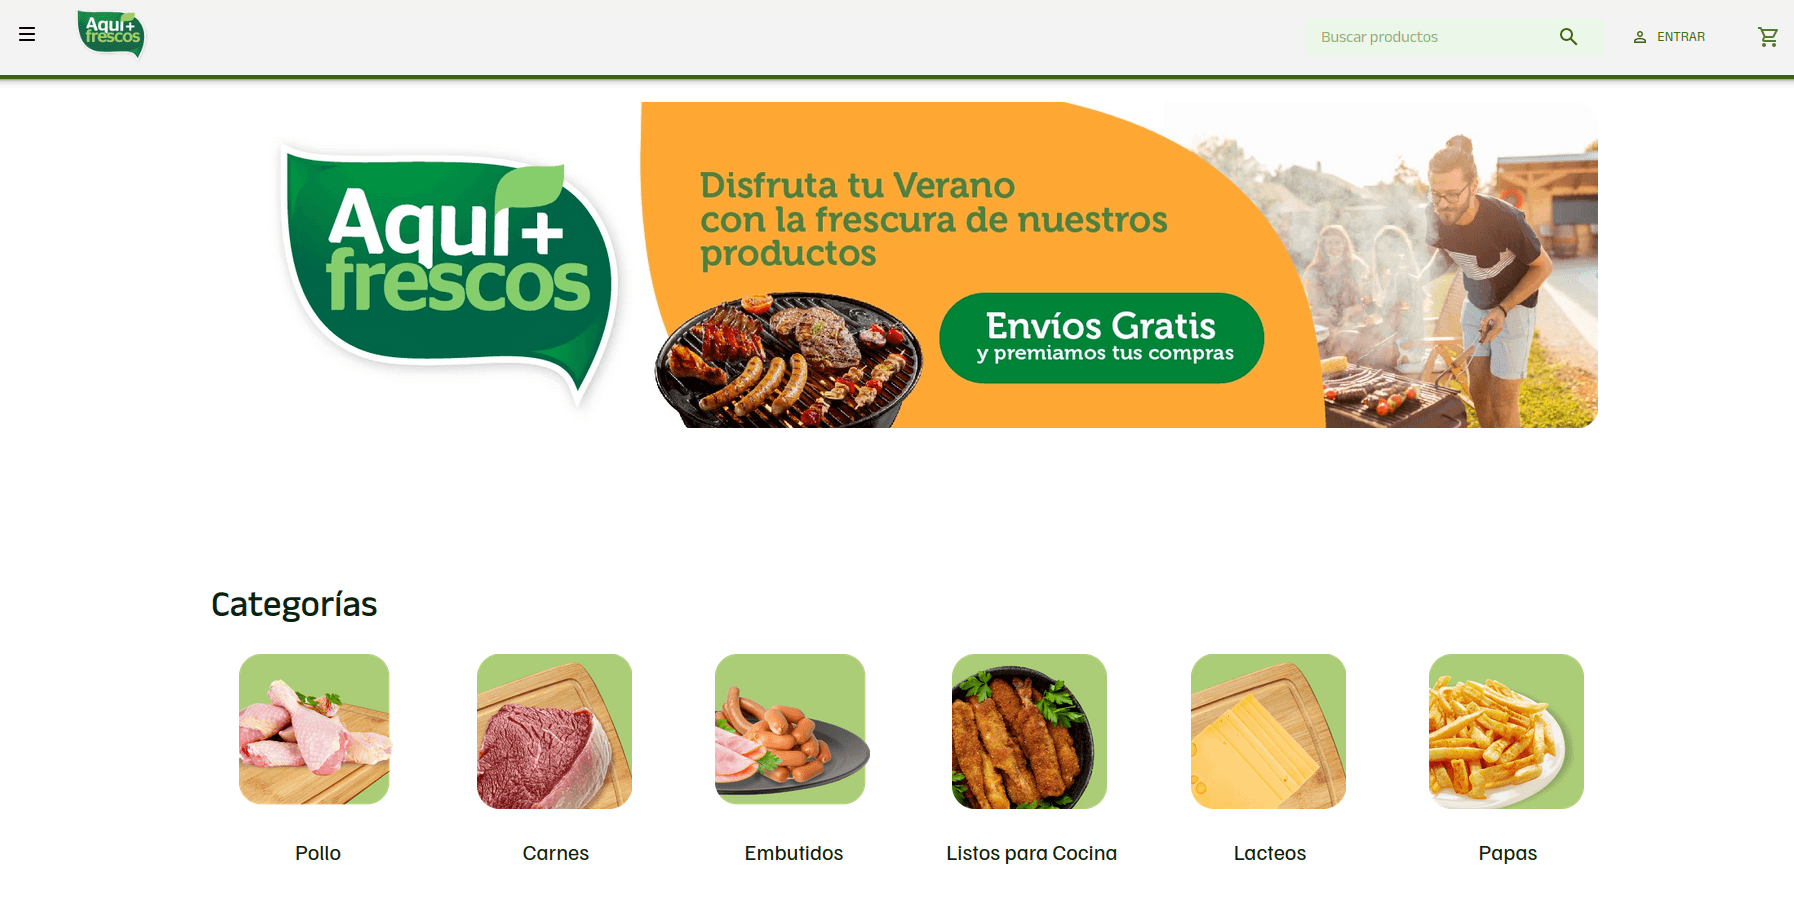 Aquí+
frescos
Buscar productos
ENTRAR
Aquí+
frescos
Disfruta tu Verano
con la frescura de nuestros
productos
Envíos Gratis
y premiamos tus compras
Categorías
Pollo
Carnes
Embutidos
Listos para Cocina
Lacteos
Papas